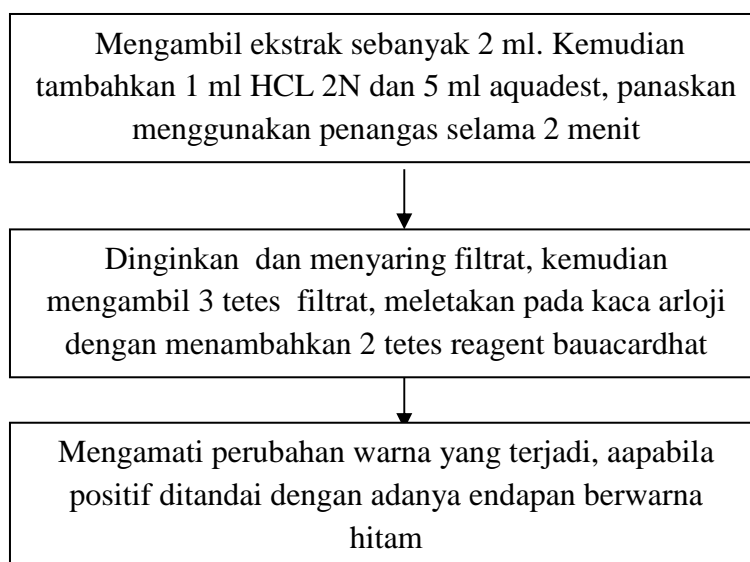 Mengambil ekstrak sebanyak 2 ml. Kemudian
tambahkan 1 ml HCL 2N dan 5 ml aquadest, panaskan
menggunakan penangas selama 2 menit
Dinginkan dan menyaring filtrat, kemudian
mengambil 3 tetes filtrat, meletakan pada kaca arloji
dengan menambahkan 2 tetes reagent bauacardhat
Mengamati perubahan warna yang terjadi, aapabila
positif ditandai dengan adanya endapan berwarna
hitam